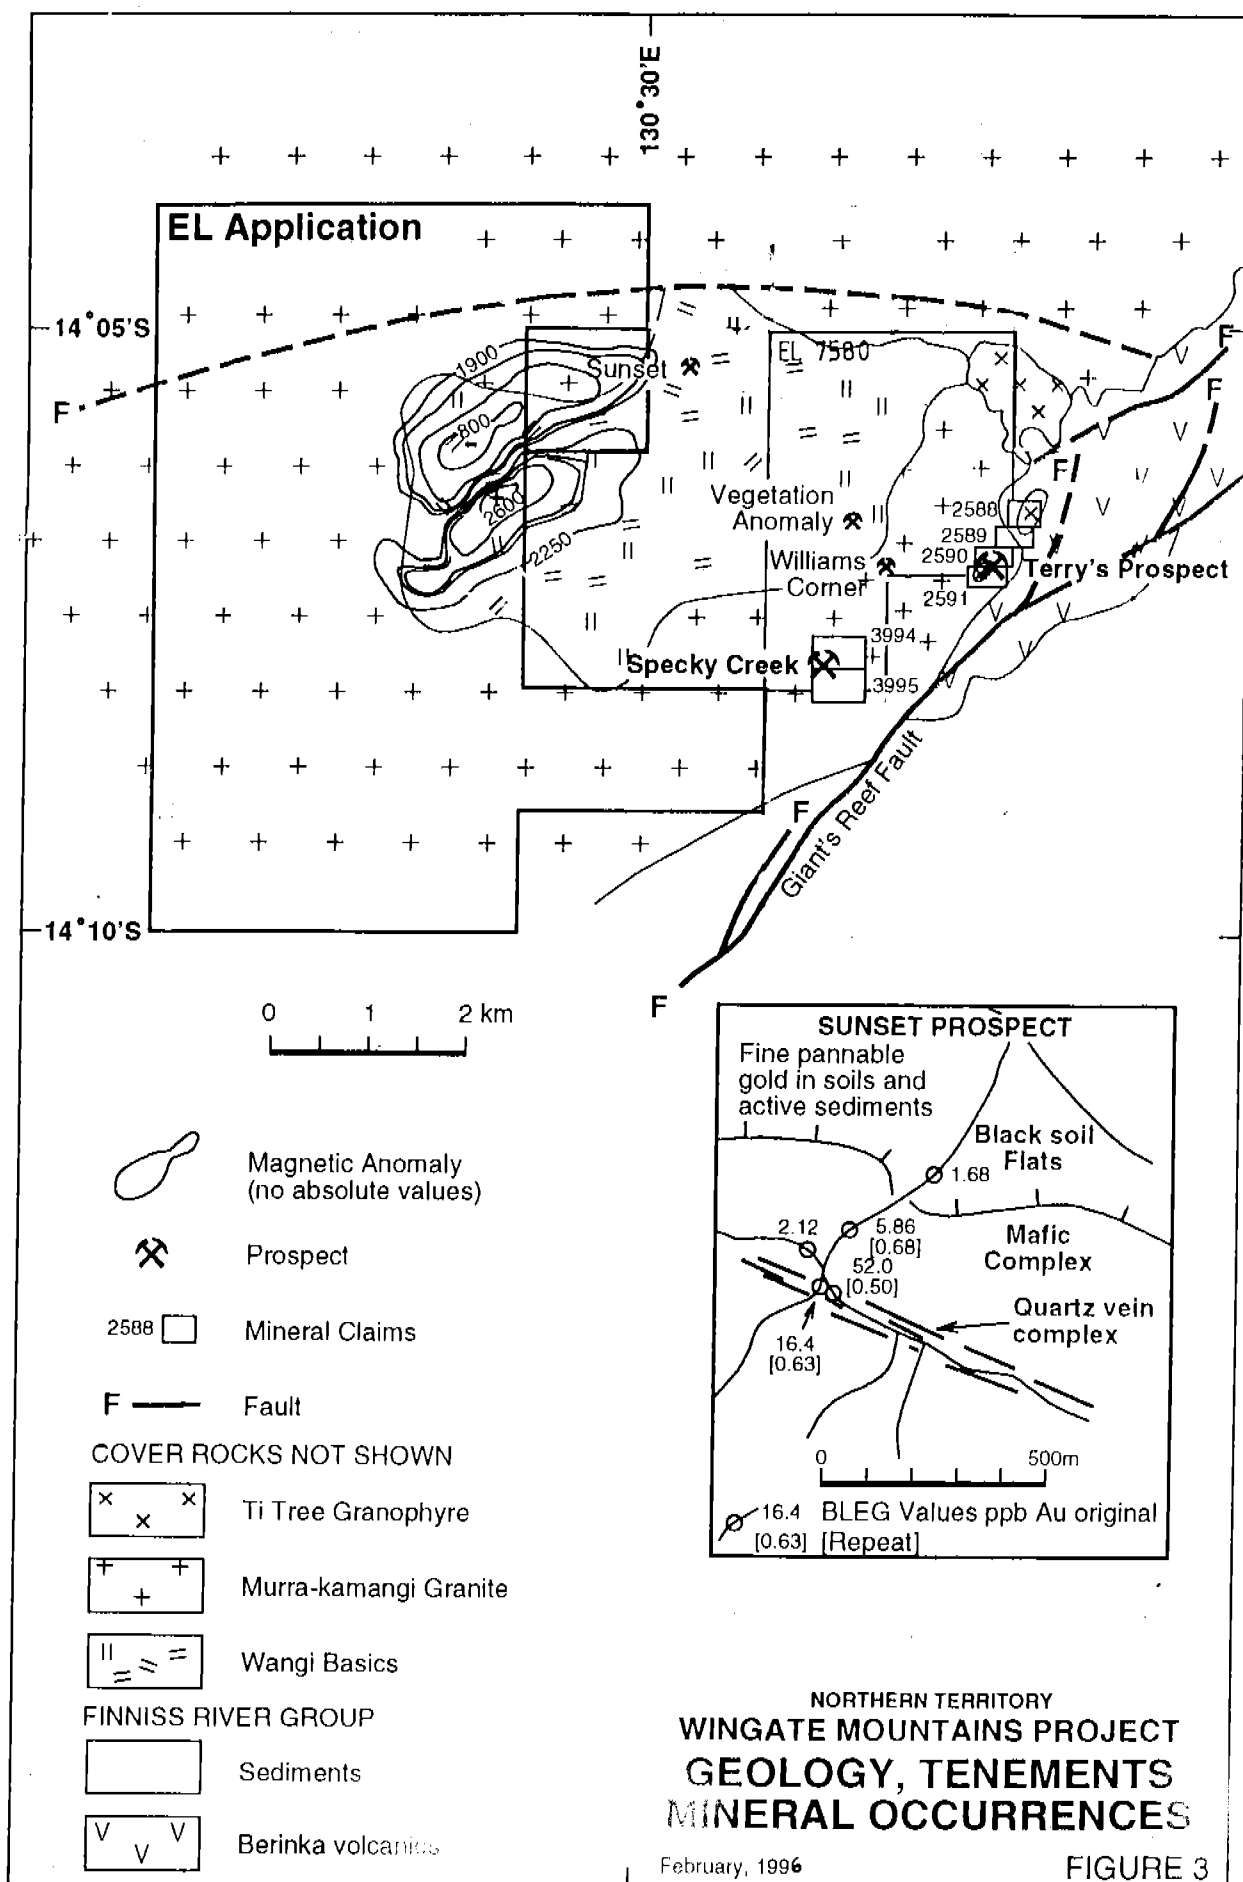 130°30'E
EL Application
14°05'S
F
F
F
F
1900
Sunset
EL 7580
800
2600
2250
Vegetation
Anomaly
Williams
Corner
2588
2589
2590
2591
Terry's Prospect
Specky Creek
3994
3995
Giant's Reef Fault
F
F
14°10'S
0 1 2 km
Magnetic Anomaly
(no absolute values)
Prospect
2588
Mineral Claims
F
Fault
COVER ROCKS NOT SHOWN
Ti Tree Granophyre
Murra-kamangi Granite
Wangi Basics
FINNISS RIVER GROUP
Sediments
Berinka volcanics
SUNSET PROSPECT
Fine pannable
gold in soils and
active sediments
Black soil
Flats
1.68
2.12
5.86
[0.68]
52.0
[0.50]
Mafic
Complex
Quartz vein
complex
16.4
[0.63]
0 500m
16.4
[0.63]
BLEG Values ppb Au original
[Repeat]
NORTHERN TERRITORY
WINGATE MOUNTAINS PROJECT
GEOLOGY, TENEMENTS
MINERAL OCCURRENCES
February, 1996
FIGURE 3